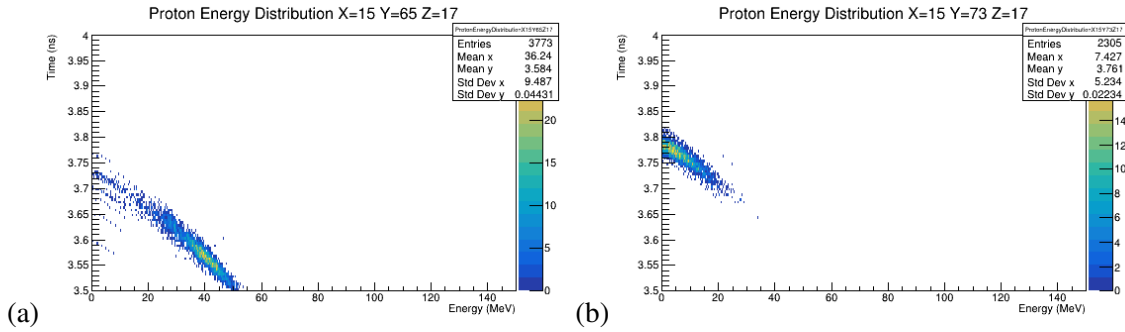 Proton Energy Distribution X=15 Y=65 Z=17
ProtonEnergyDistributionX15Y65Z17
Entries 3773
Mean x 36.24
Mean y 3.584
Std Dev x 9.487
Std Dev y 0.04431
Time (ns)
4
3.95
3.9
3.85
3.8
3.75
3.7
3.65
3.6
3.55
3.5
20
15
10
5
0
0 20 40 60 80 100 120 140
Energy (MeV)
(a)
Proton Energy Distribution X=15 Y=73 Z=17
ProtonEnergyDistributionX15Y73Z17
Entries 2305
Mean x 7.427
Mean y 3.761
Std Dev x 5.234
Std Dev y 0.02234
Time (ns)
4
3.95
3.9
3.85
3.8
3.75
3.7
3.65
3.6
3.55
3.5
14
12
10
8
6
4
2
0
0 20 40 60 80 100 120 140
Energy (MeV)
(b)